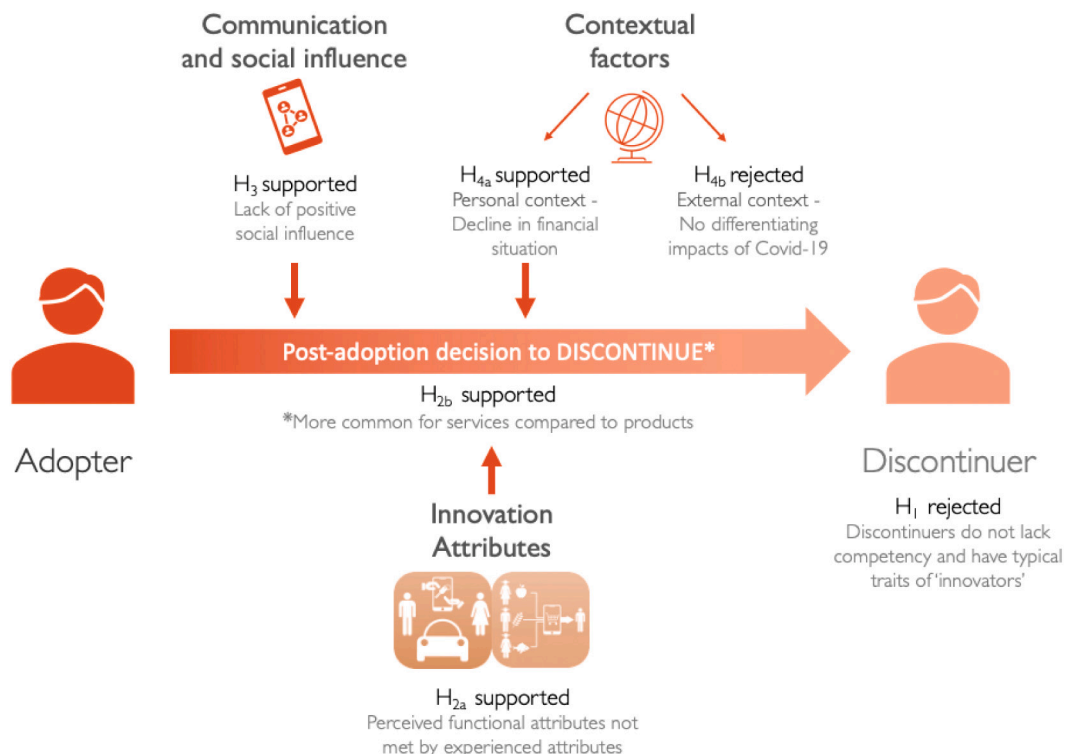 Communication
and social influence
Contextual
factors
H3 supported
Lack of positive
social influence
H4a supported
Personal context -
Decline in financial
situation
H4b rejected
External context -
No differentiating
impacts of Covid-19
Post-adoption decision to DISCONTINUE*
H2b supported
*More common for services compared to products
Adopter
Discontinuer
H1 rejected
Discontinuers do not lack
competency and have typical
traits of 'innovators'
Innovation
Attributes
H2a supported
Perceived functional attributes not
met by experienced attributes